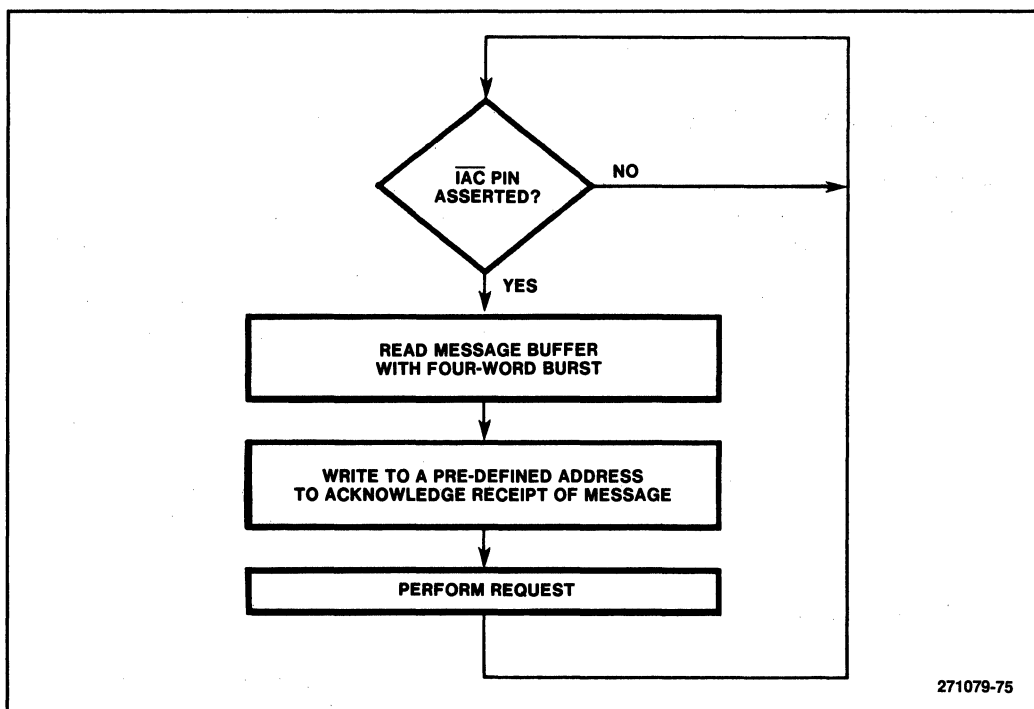 IAC PIN
ASSERTED?
NO
YES
READ MESSAGE BUFFER
WITH FOUR-WORD BURST
WRITE TO A PRE-DEFINED ADDRESS
TO ACKNOWLEDGE RECEIPT OF MESSAGE
PERFORM REQUEST
271079-75